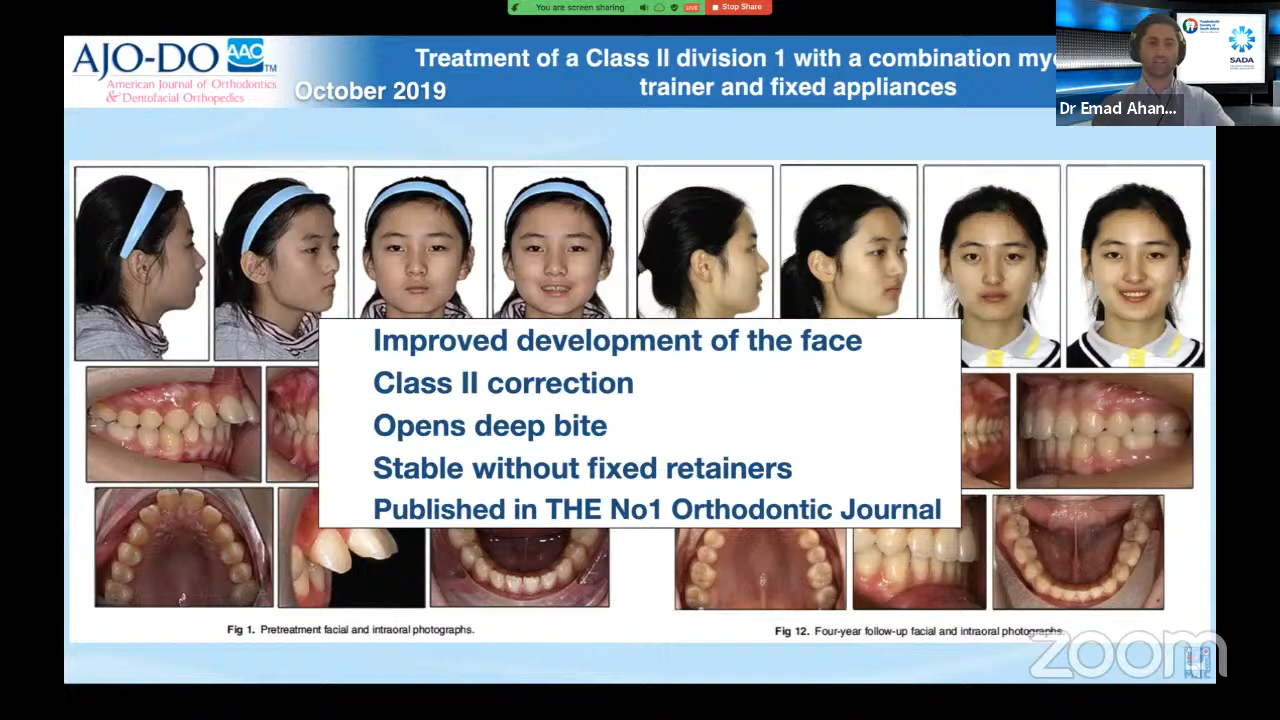 You are screen sharing
LIVE
Stop Share
AJO-DO
AAO
TM
American Journal of Orthodontics
& Dentofacial Orthopedics
October 2019
Treatment of a Class II division 1 with a combination
trainer and fixed appliances
SADA
Dr Emad Ahan...
Improved development of the face
Class II correction
Opens deep bite
Stable without fixed retainers
Published in THE No1 Orthodontic Journal
Fig 1. Pretreatment facial and intraoral photographs.
Fig 12. Four-year follow-up facial and intraoral photographs.
zoom